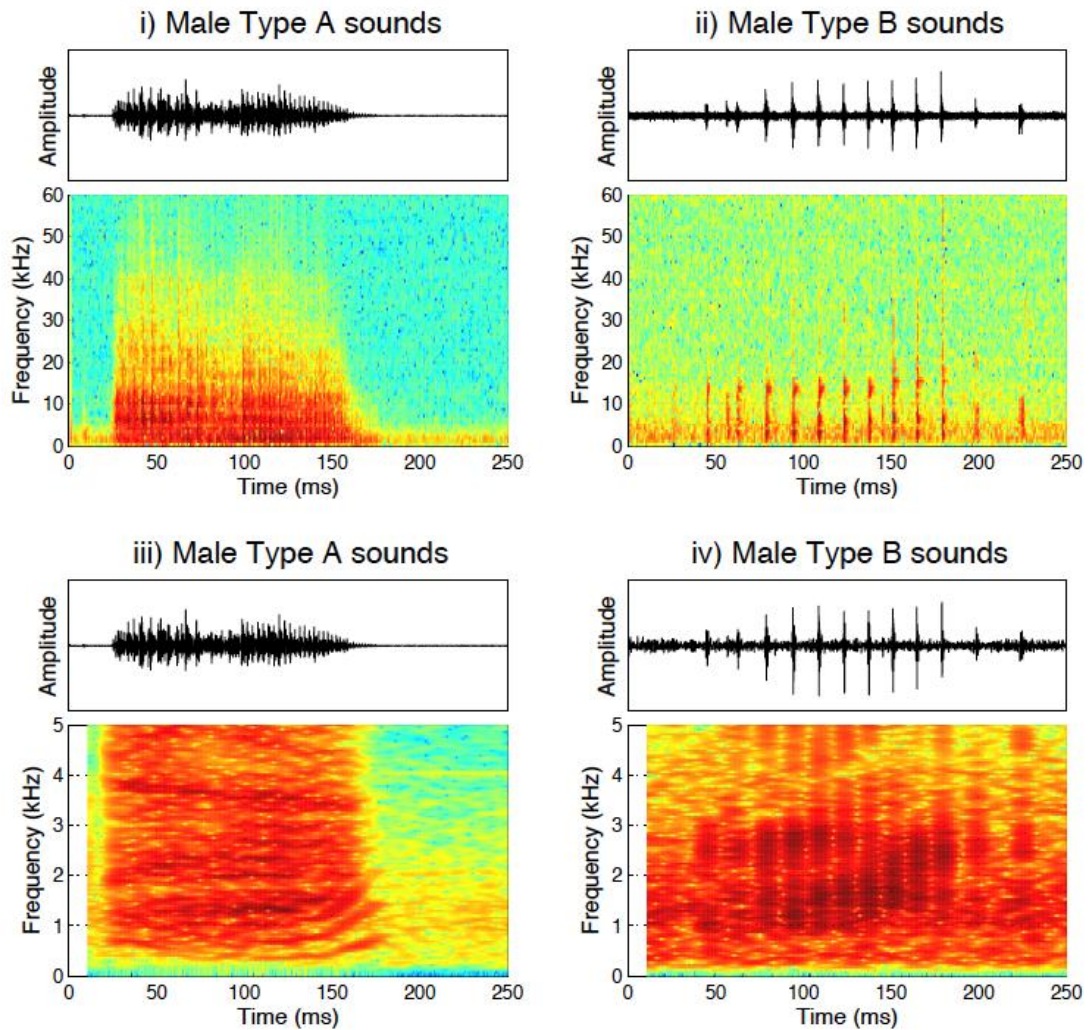 i) Male Type A sounds
Amplitude
Frequency (kHz)
60
50
40
30
20
10
0
0 50 100 150 200 250
Time (ms)
ii) Male Type B sounds
Amplitude
Frequency (kHz)
60
50
40
30
20
10
0
0 50 100 150 200 250
Time (ms)
iii) Male Type A sounds
Amplitude
Frequency (kHz)
5
4
3
2
1
0
0 50 100 150 200 250
Time (ms)
iv) Male Type B sounds
Amplitude
Frequency (kHz)
5
4
3
2
1
0
0 50 100 150 200 250
Time (ms)